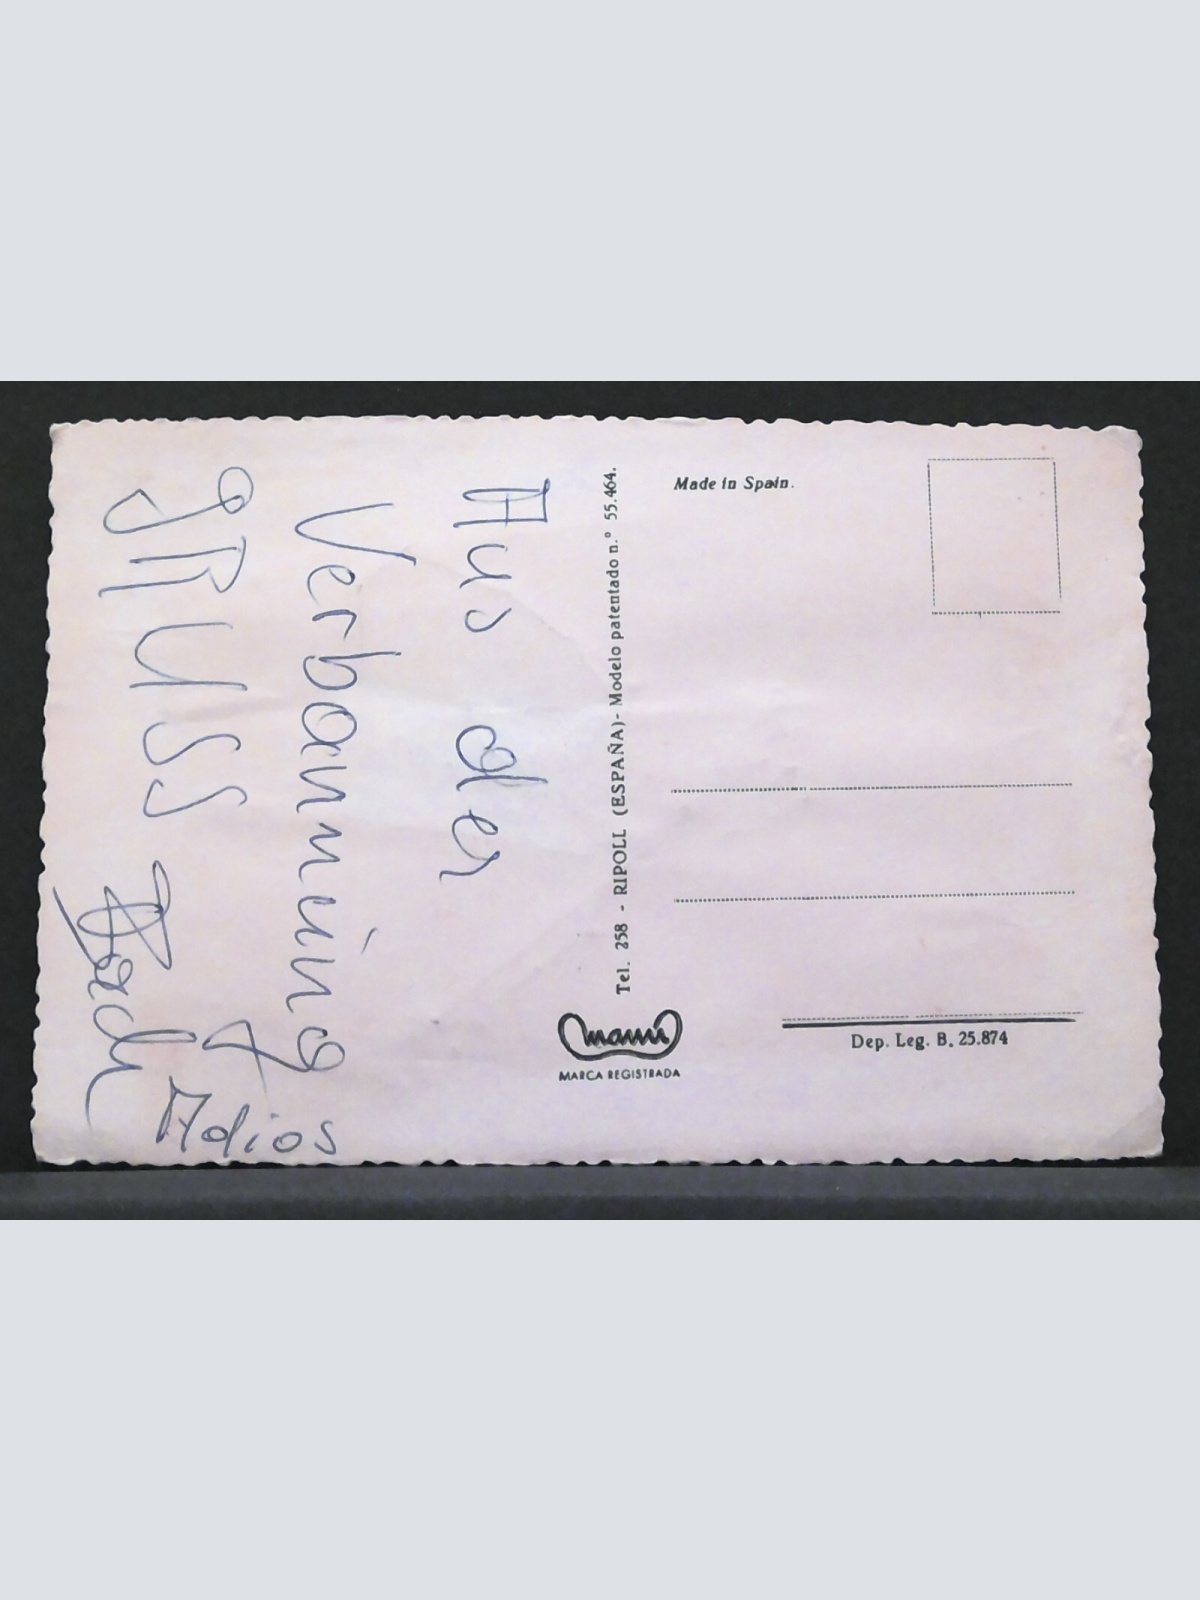 Aus der
Verbannung
GRUSS
Adios
Tel. 258 - RIPOLL (ESPAÑA)- Modelo patentado n.º 55.464.
Made in Spain.
mami
MARCA REGISTRADA
Dep. Leg. B. 25.874